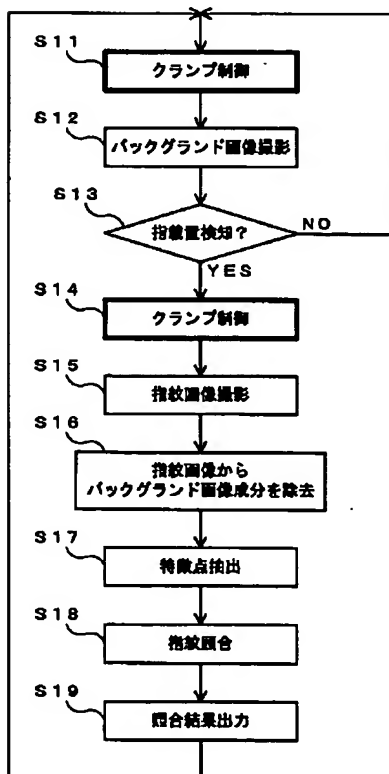 S11
クランプ制御
S12
バックグランド画像撮影
S13
指載置検知?
NO
YES
S14
クランプ制御
S15
指紋画像撮影
S16
指紋画像から
バックグランド画像成分を除去
S17
特徴点抽出
S18
指紋照合
S19
照合結果出力